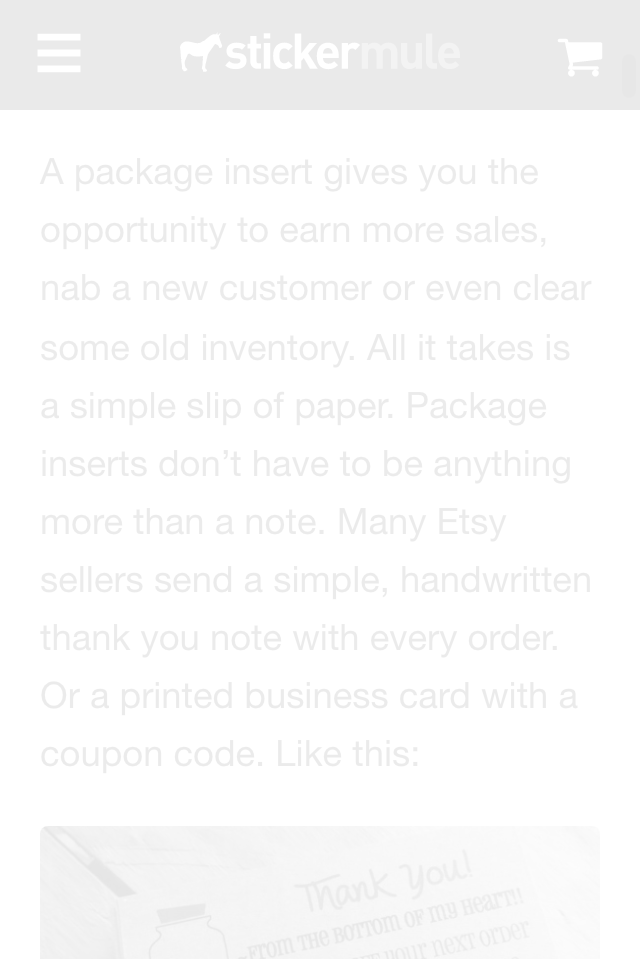 stickermule
A package insert gives you the
opportunity to earn more sales,
nab a new customer or even clear
some old inventory. All it takes is
a simple slip of paper. Package
inserts don’t have to be anything
more than a note. Many Etsy
sellers send a simple, handwritten
thank you note with every order.
Or a printed business card with a
coupon code. Like this:
Thank You!
FROM THE BOTTOM OF my HEART!!
your next order